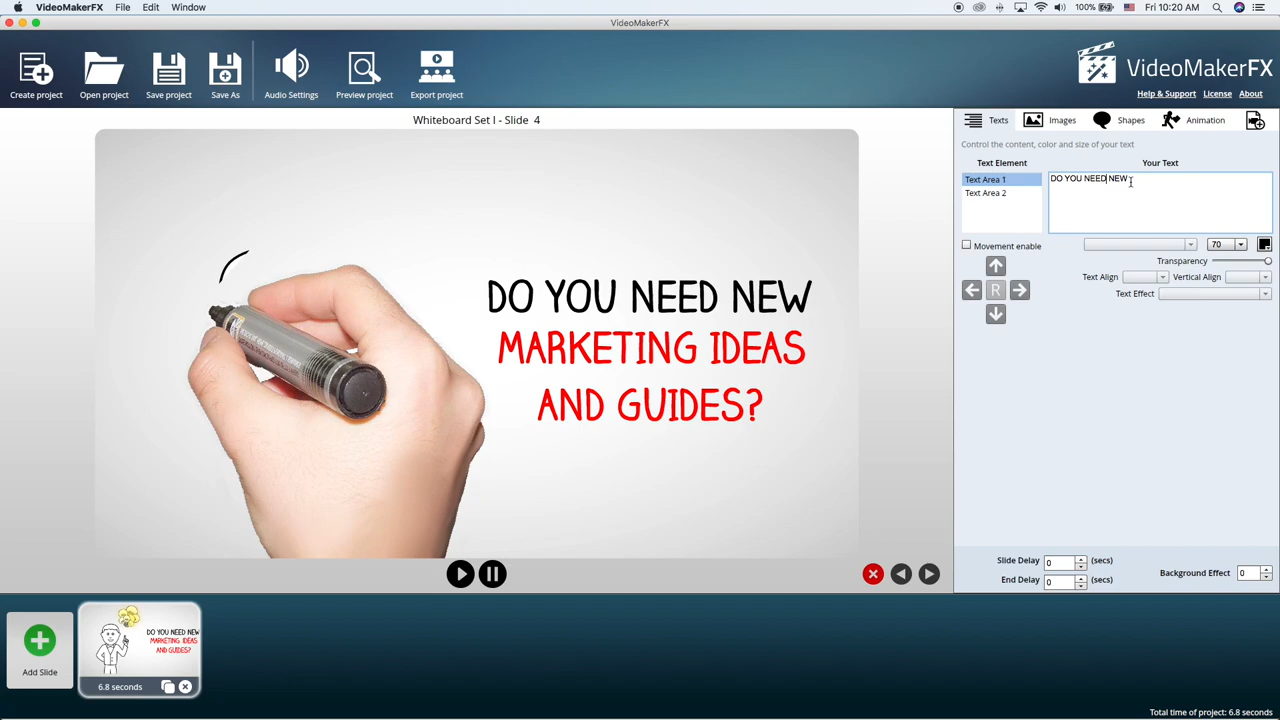 VideoMakerFX File Edit Window
100% Fri 10:20 AM
VideoMakerFX
Create project Open project Save project Save As Audio Settings Preview project Export project
VideoMakerFX
Help & Support License About
Whiteboard Set I - Slide 4
Texts Images Shapes Animation
Control the content, color and size of your text
Text Element Your Text
Text Area 1
Text Area 2
DO YOU NEED NEW
Movement enable
70
Transparency
R
Text Align Vertical Align
Text Effect
DO YOU NEED NEW
MARKETING IDEAS
AND GUIDES?
Slide Delay 0 (secs)
End Delay 0 (secs)
Background Effect 0
Add Slide
DO YOU NEED NEW
MARKETING IDEAS
AND GUIDES?
6.8 seconds
Total time of project: 6.8 seconds